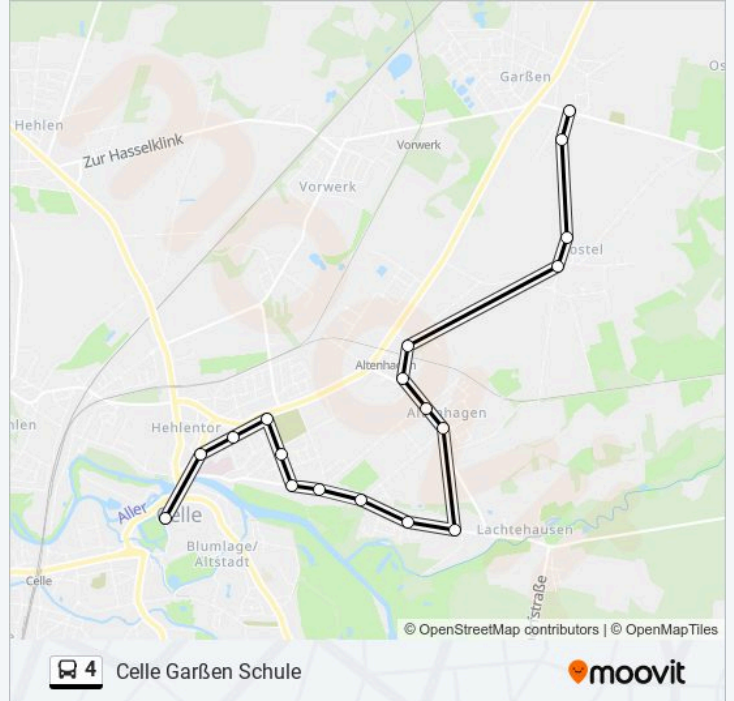 Garßen
Os
Hehlen
Zur Hasselklink
Vorwerk
Vorwerk
ostel
Altenhagen
Altenhagen
hlen
Hehlentor
Aller
Celle
Lachtehausen
Blumlage/
Altstadt
Celle
straße
© OpenStreetMap contributors | © OpenMapTiles
4 Celle Garßen Schule
moovit